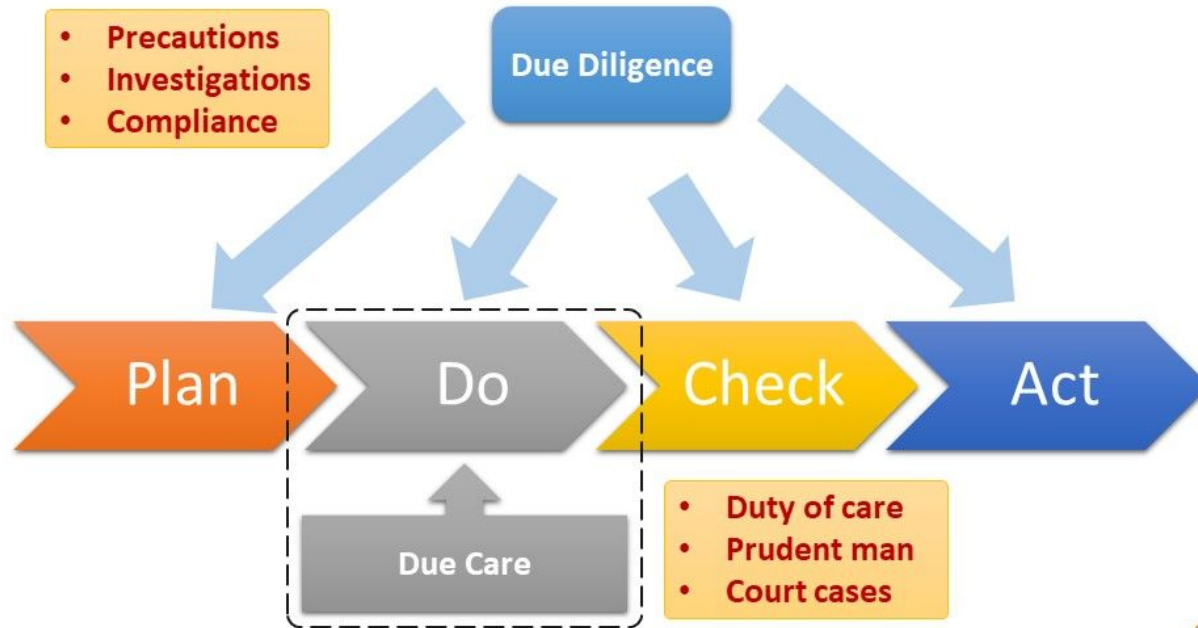 • Precautions
• Investigations
• Compliance
Due Diligence
Plan
Do
Check
Act
Due Care
• Duty of care
• Prudent man
• Court cases